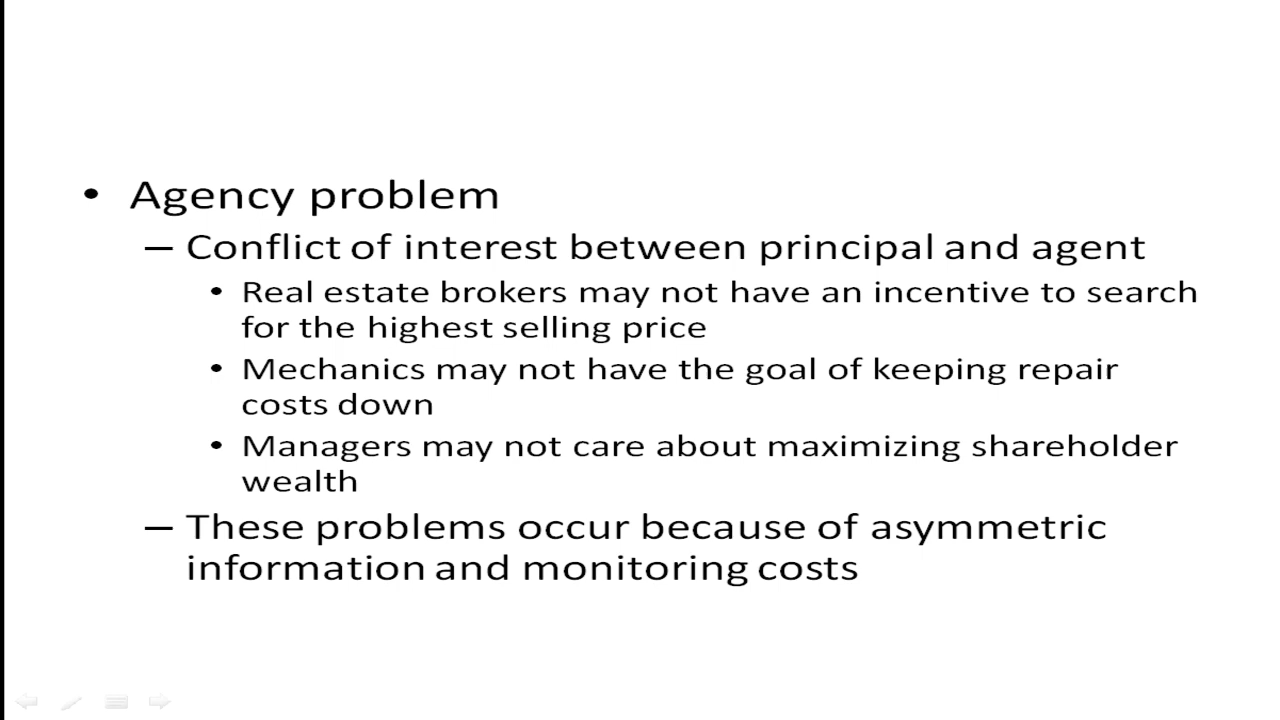 • Agency problem
– Conflict of interest between principal and agent
• Real estate brokers may not have an incentive to search
for the highest selling price
• Mechanics may not have the goal of keeping repair
costs down
• Managers may not care about maximizing shareholder
wealth
– These problems occur because of asymmetric
information and monitoring costs